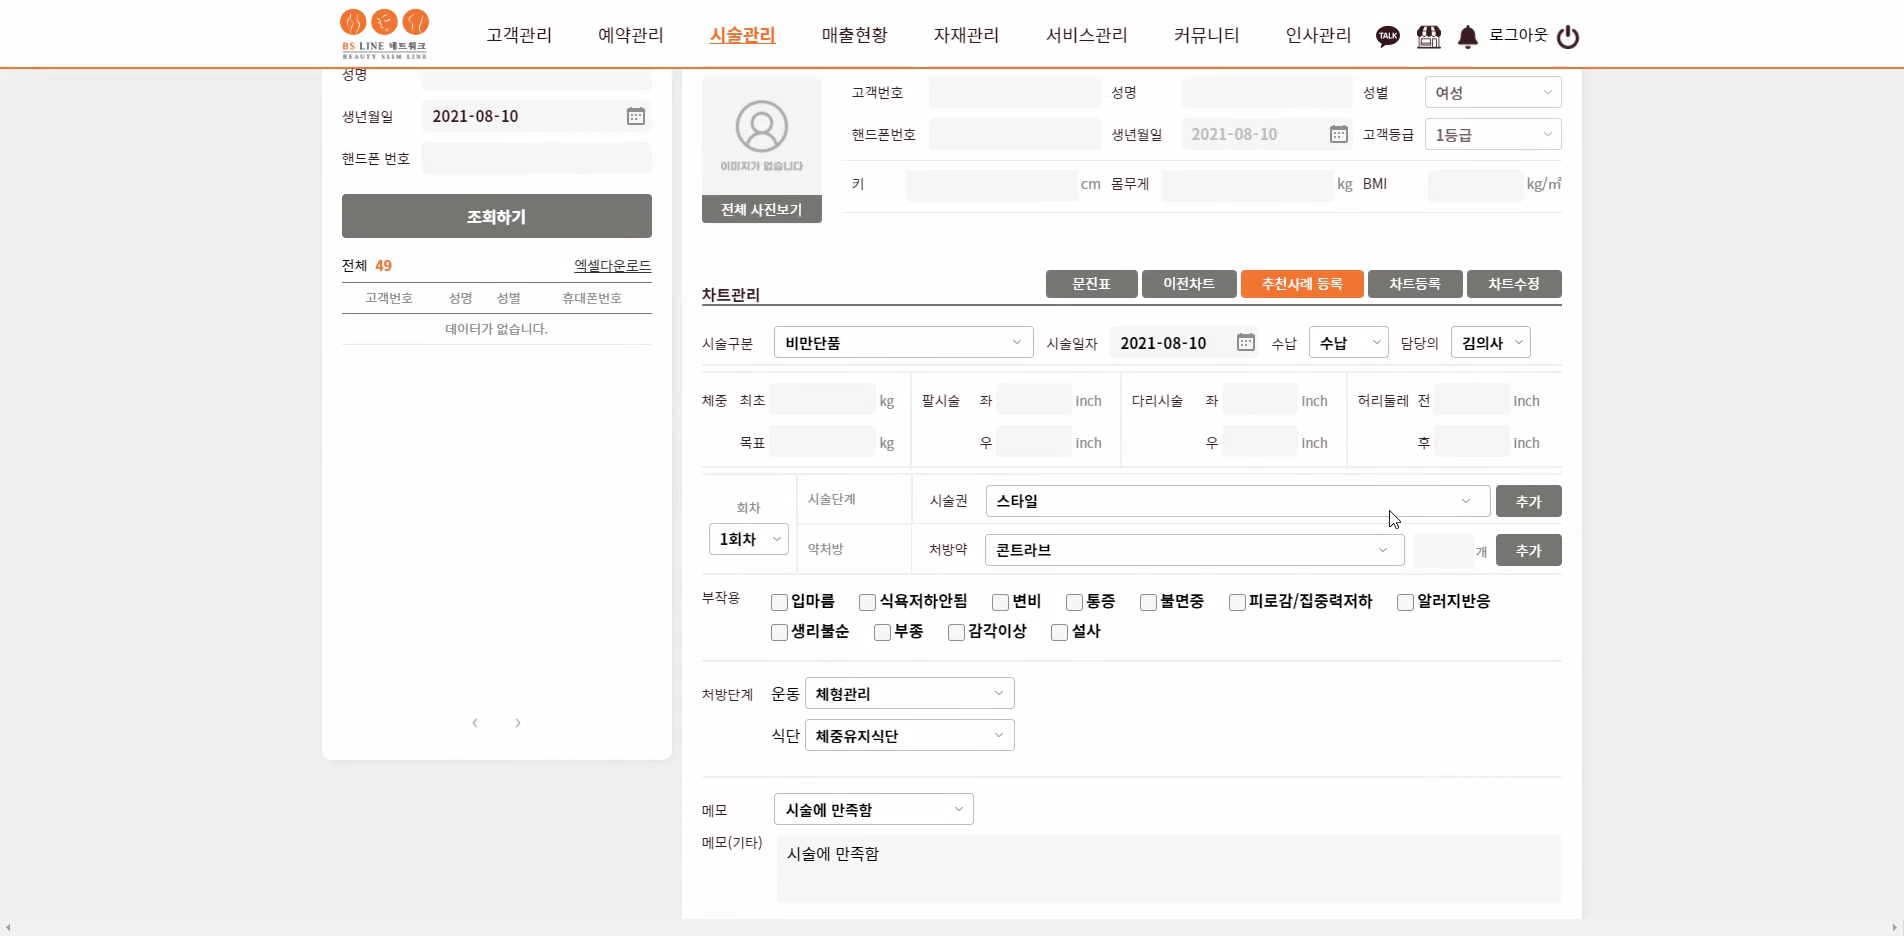 BS LINE 네트워크
BEAUTY SLIM LINE
고객관리 예약관리 시술관리 매출현황 자재관리 서비스관리 커뮤니티 인사관리 TALK 로그아웃
성명
생년월일 2021-08-10
핸드폰 번호
조회하기
전체 49 엑셀다운로드
고객번호 성명 성별 휴대폰번호
데이터가 없습니다.
이미지가 없습니다
전체 사진보기
고객번호 성명 성별 여성
핸드폰번호 생년월일 2021-08-10 고객등급 1등급
키 cm 몸무게 kg BMI kg/㎡
차트관리 문진표 이전차트 추천사례 등록 차트등록 차트수정
시술구분 비만단품 시술일자 2021-08-10 수납 수납 담당의 김의사
체중 최초 kg 팔시술 좌 inch 다리시술 좌 inch 허리둘레 전 inch
목표 kg 우 inch 우 inch 후 inch
회차 시술단계 시술권 스타일 추가
1회차 약처방 처방약 콘트라브 개 추가
부작용 입마름 식욕저하안됨 변비 통증 불면중 피로감/집중력저하 알러지반응
생리불순 부종 감각이상 설사
처방단계 운동 체형관리
식단 체중유지식단
메모 시술에 만족함
메모(기타) 시술에 만족함